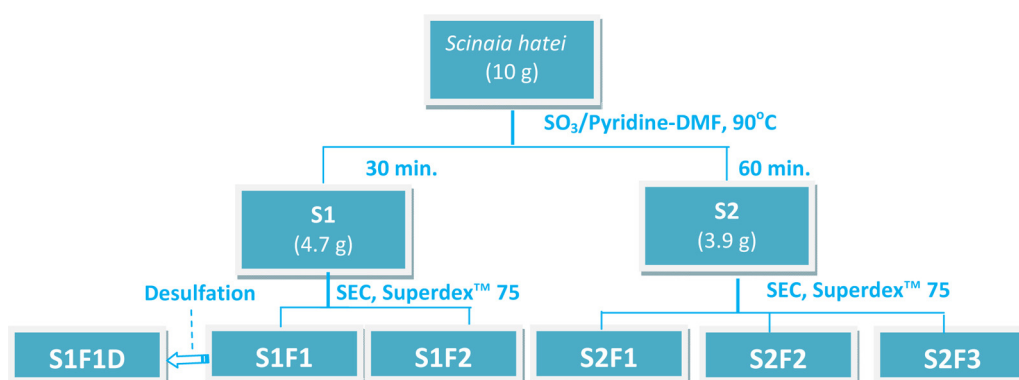 Scinaia hatei
(10 g)
SO₃/Pyridine-DMF, 90°C
30 min.
60 min.
S1
(4.7 g)
S2
(3.9 g)
Desulfation
SEC, Superdex™ 75
SEC, Superdex™ 75
S1F1D
S1F1
S1F2
S2F1
S2F2
S2F3